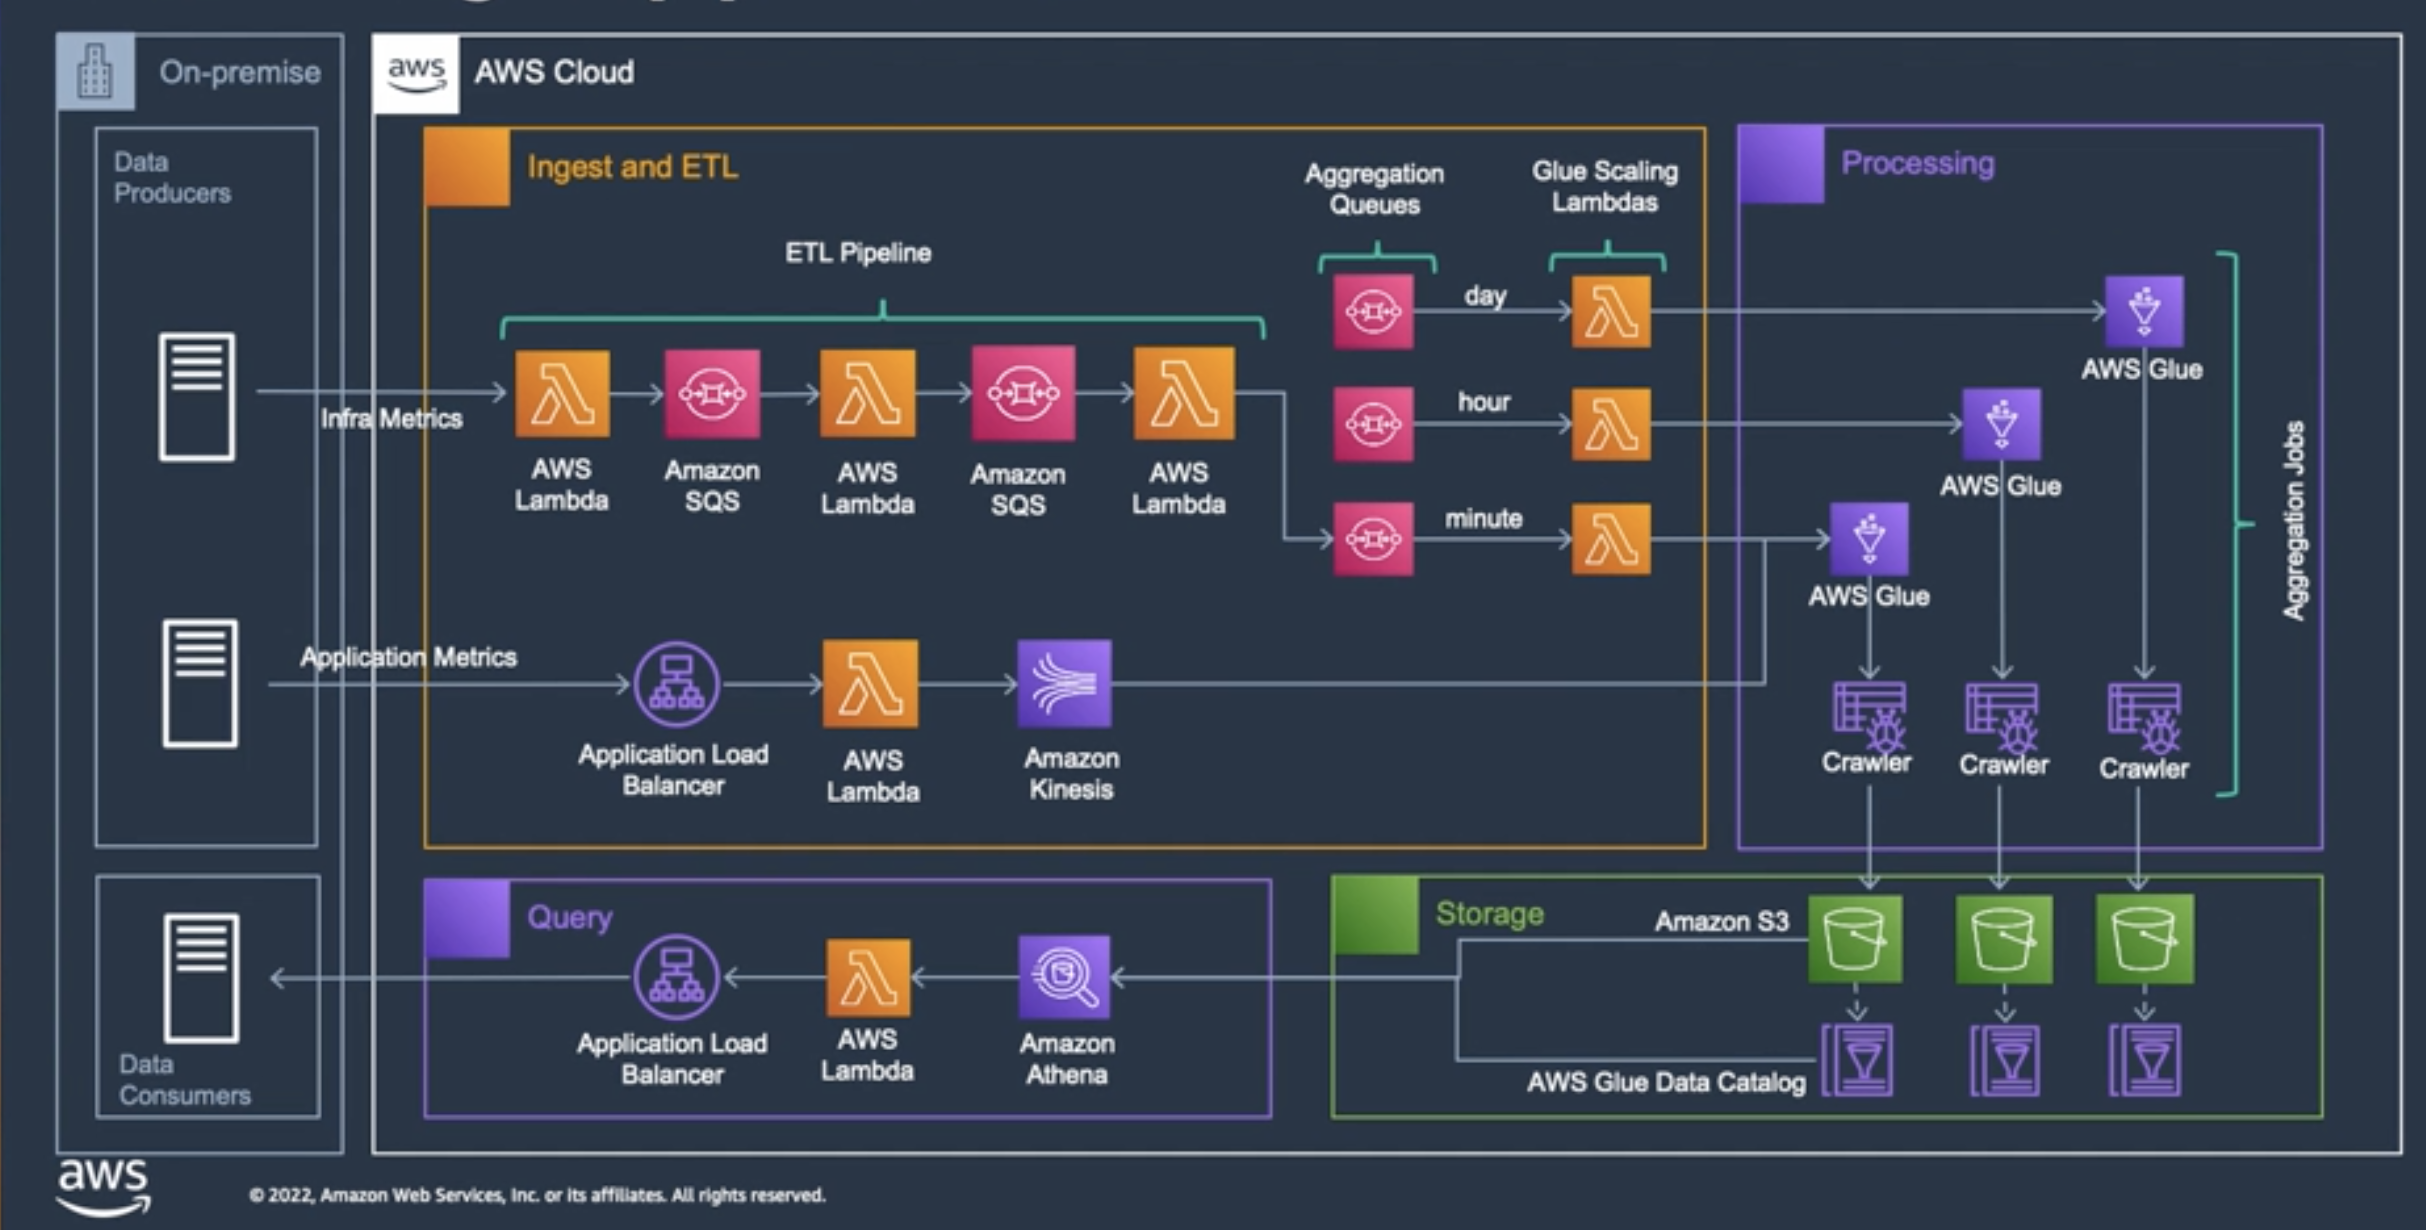 On-premise
aws
AWS Cloud
Data
Producers
Ingest and ETL
Aggregation
Queues
Glue Scaling
Lambdas
Processing
ETL Pipeline
day
hour
minute
Infra Metrics
AWS
Lambda
Amazon
SQS
AWS
Lambda
Amazon
SQS
AWS
Lambda
AWS Glue
AWS Glue
AWS Glue
Aggregation Jobs
Application Metrics
Application Load
Balancer
AWS
Lambda
Amazon
Kinesis
Crawler
Crawler
Crawler
Query
Storage
Amazon S3
Application Load
Balancer
AWS
Lambda
Amazon
Athena
AWS Glue Data Catalog
Data
Consumers
aws
© 2022, Amazon Web Services, Inc. or its affiliates. All rights reserved.